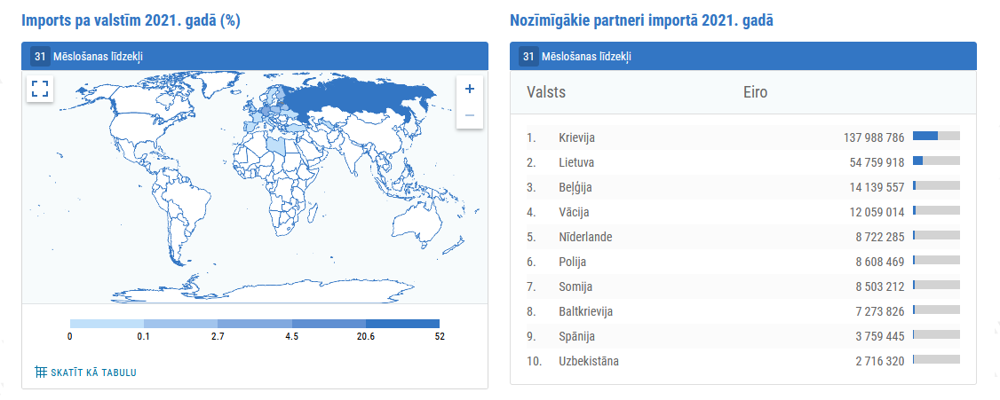 Imports pa valstīm 2021. gadā (%)
31 Mēslošanas līdzekļi
+
−
0 0.1 2.7 4.5 20.6 52
SKATĪT KĀ TABULU
Nozīmīgākie partneri importā 2021. gadā
31 Mēslošanas līdzekļi
Valsts Eiro
1. Krievija 137 988 786
2. Lietuva 54 759 918
3. Beļģija 14 139 557
4. Vācija 12 059 014
5. Nīderlande 8 722 285
6. Polija 8 608 469
7. Somija 8 503 212
8. Baltkrievija 7 273 826
9. Spānija 3 759 445
10. Uzbekistāna 2 716 320